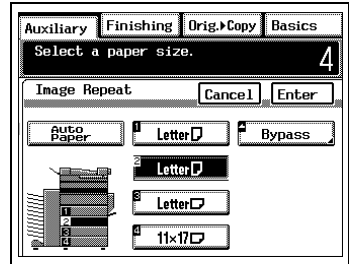 Auxiliary Finishing Orig.▸Copy Basics
Select a paper size.
4
Image Repeat Cancel Enter
Auto
Paper
1 Letter
Bypass
2 Letter
3 Letter
4 11×17
1
2
3
4